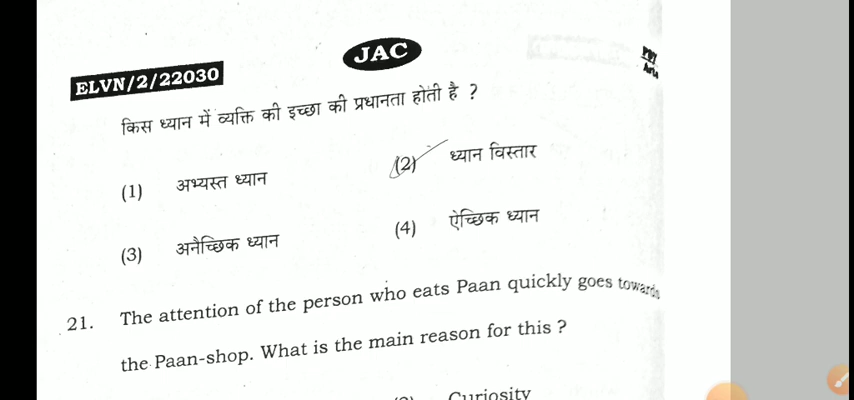 JAC
ELVN/2/22030
किस ध्यान में व्यक्ति की इच्छा की प्रधानता होती है ?
(1) अभ्यस्त ध्यान (2) ध्यान विस्तार
(3) अनैच्छिक ध्यान (4) ऐच्छिक ध्यान
21. The attention of the person who eats Paan quickly goes towards
the Paan-shop. What is the main reason for this ?
Curiosity